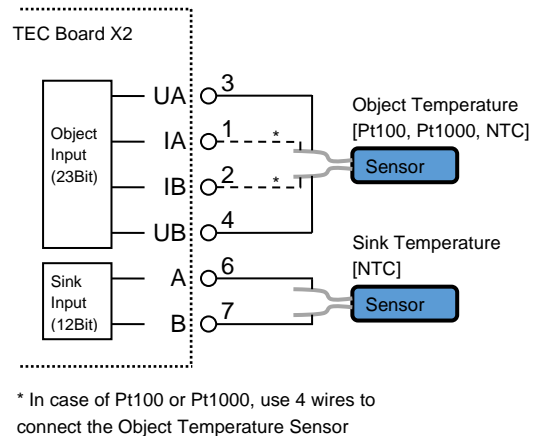 TEC Board X2
UA 3
Object Temperature
[Pt100, Pt1000, NTC]
Object
Input
(23Bit)
IA 1 *
Sensor
IB 2 *
UB 4
Sink Temperature
[NTC]
Sink
Input
(12Bit)
A 6
Sensor
B 7
* In case of Pt100 or Pt1000, use 4 wires to
connect the Object Temperature Sensor